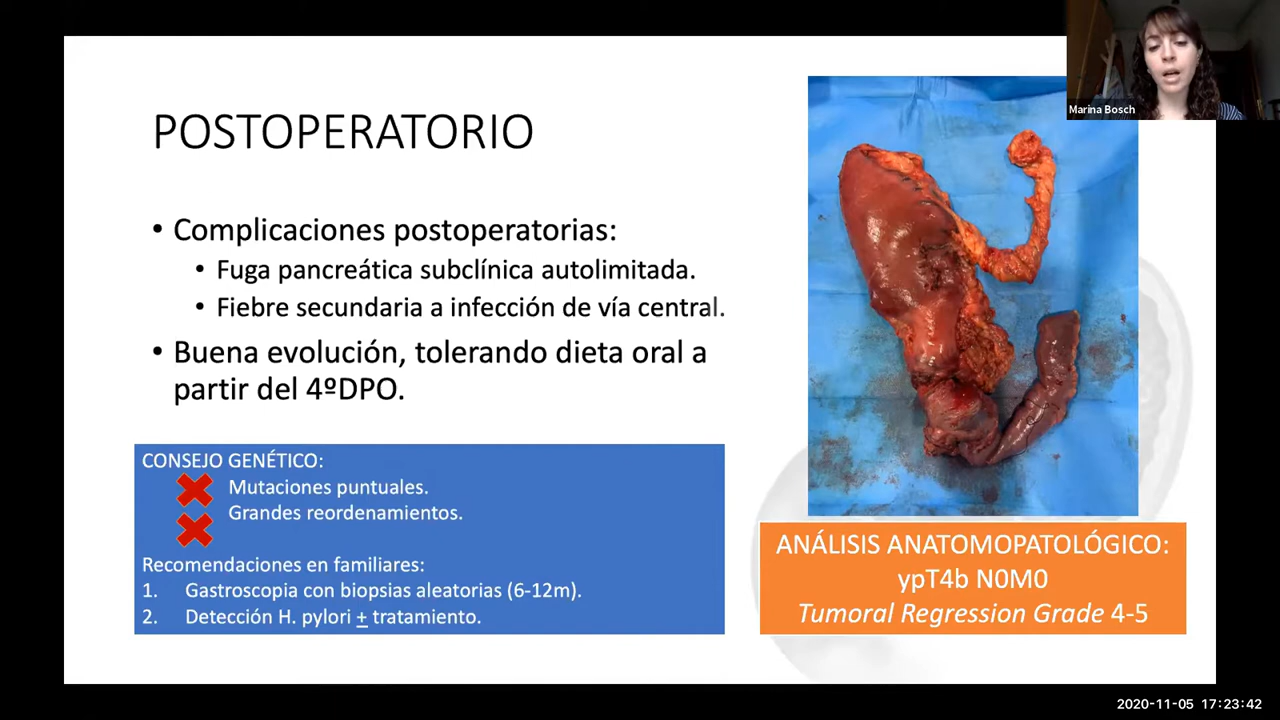 Marina Bosch
POSTOPERATORIO
• Complicaciones postoperatorias:
• Fuga pancreática subclínica autolimitada.
• Fiebre secundaria a infección de vía central.
• Buena evolución, tolerando dieta oral a
partir del 4ºDPO.
CONSEJO GENÉTICO:
Mutaciones puntuales.
Grandes reordenamientos.
Recomendaciones en familiares:
1. Gastroscopia con biopsias aleatorias (6-12m).
2. Detección H. pylori + tratamiento.
ANÁLISIS ANATOMOPATOLÓGICO:
ypT4b N0M0
Tumoral Regression Grade 4-5
2020-11-05 17:23:42